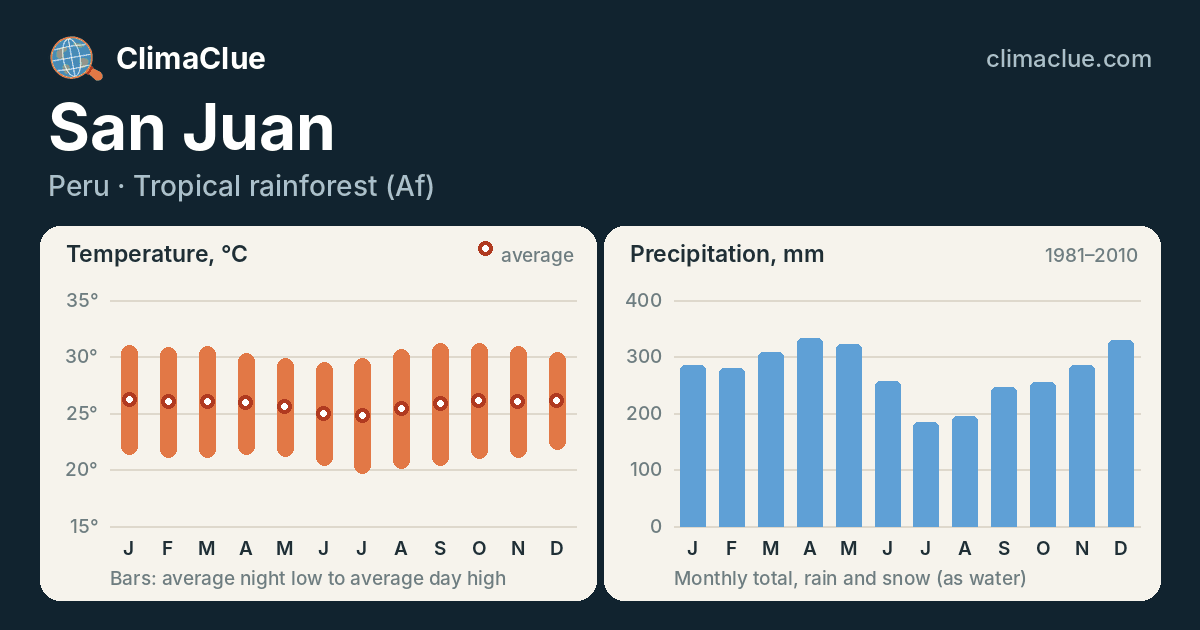 ClimaClue
climaclue.com
San Juan
Peru · Tropical rainforest (Af)
Temperature, °C
average
35°
30°
25°
20°
15°
J F M A M J J A S O N D
Bars: average night low to average day high
Precipitation, mm
1981–2010
400
300
200
100
0
J F M A M J J A S O N D
Monthly total, rain and snow (as water)